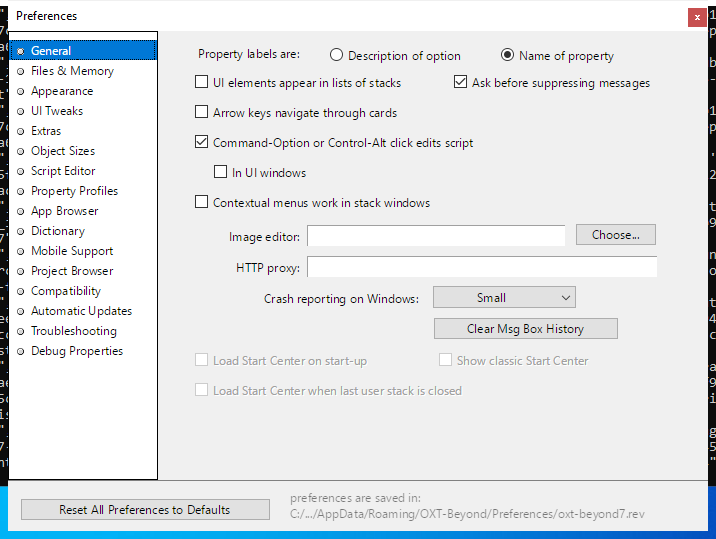 Preferences
General
Files & Memory
Appearance
UI Tweaks
Extras
Object Sizes
Script Editor
Property Profiles
App Browser
Dictionary
Mobile Support
Project Browser
Compatibility
Automatic Updates
Troubleshooting
Debug Properties
Property labels are: Description of option Name of property
UI elements appear in lists of stacks Ask before suppressing messages
Arrow keys navigate through cards
Command-Option or Control-Alt click edits script
In UI windows
Contextual menus work in stack windows
Image editor: Choose...
HTTP proxy:
Crash reporting on Windows: Small
Clear Msg Box History
Load Start Center on start-up Show classic Start Center
Load Start Center when last user stack is closed
Reset All Preferences to Defaults
preferences are saved in:
C:/.../AppData/Roaming/OXT-Beyond/Preferences/oxt-beyond7.rev